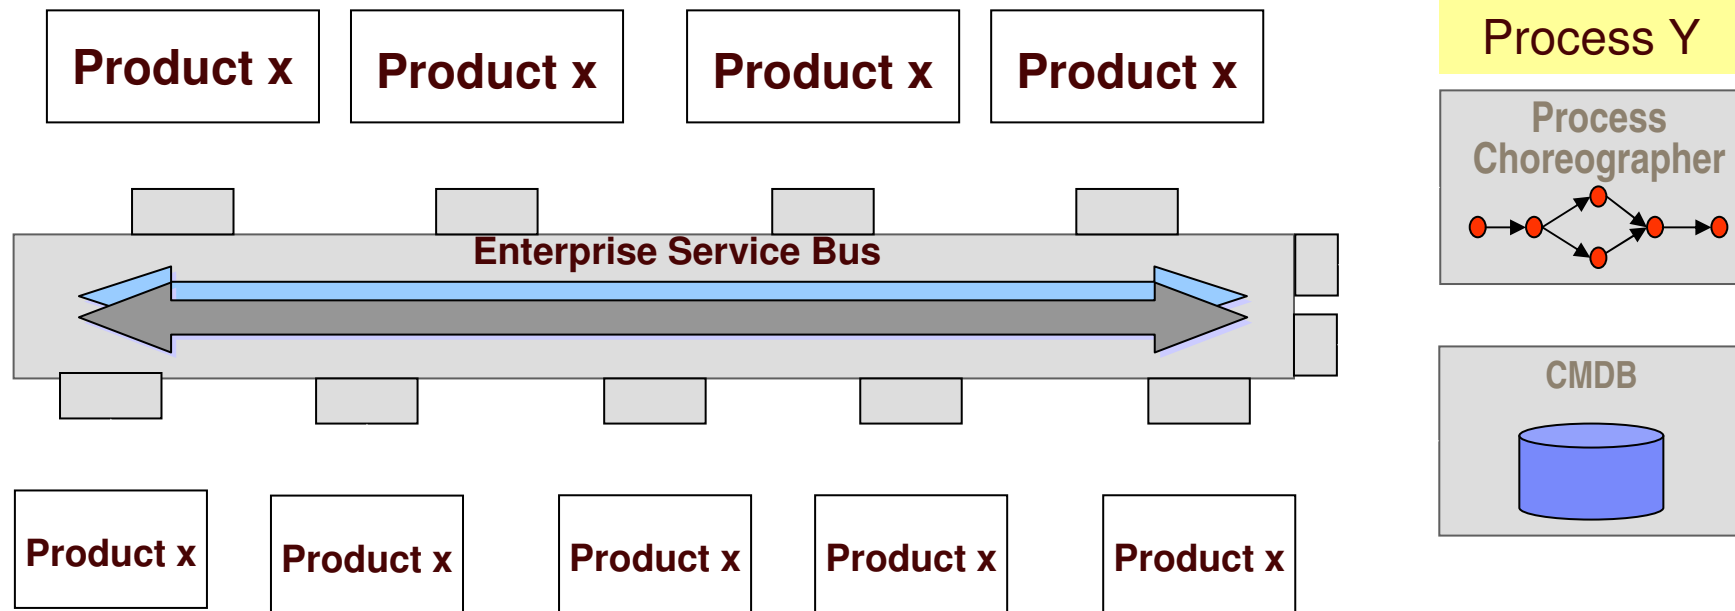 Product x
Product x
Product x
Product x
Process Y
Process
Choreographer
Enterprise Service Bus
CMDB
Product x
Product x
Product x
Product x
Product x